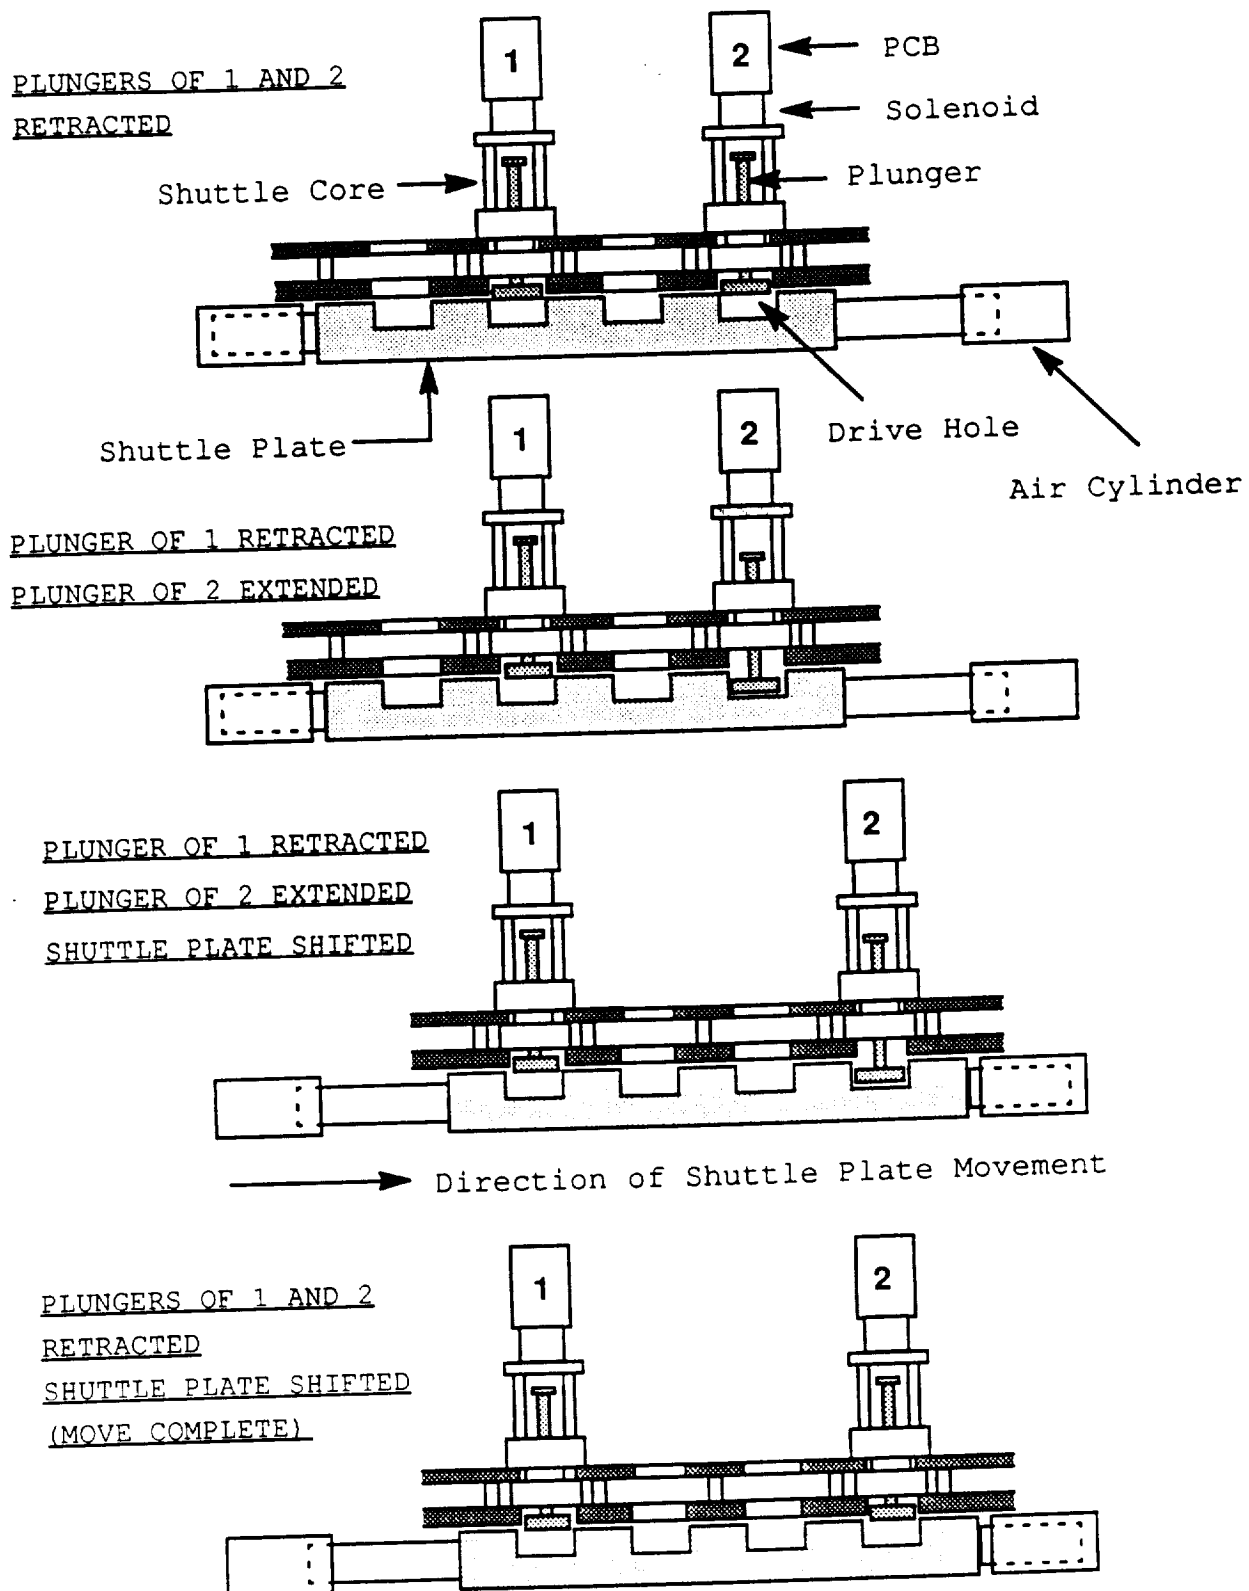 PLUNGERS OF 1 AND 2
RETRACTED
1
2
PCB
Solenoid
Shuttle Core
Plunger
Shuttle Plate
Drive Hole
Air Cylinder
PLUNGER OF 1 RETRACTED
PLUNGER OF 2 EXTENDED
1
2
PLUNGER OF 1 RETRACTED
PLUNGER OF 2 EXTENDED
SHUTTLE PLATE SHIFTED
1
2
Direction of Shuttle Plate Movement
PLUNGERS OF 1 AND 2
RETRACTED
SHUTTLE PLATE SHIFTED
(MOVE COMPLETE)
1
2